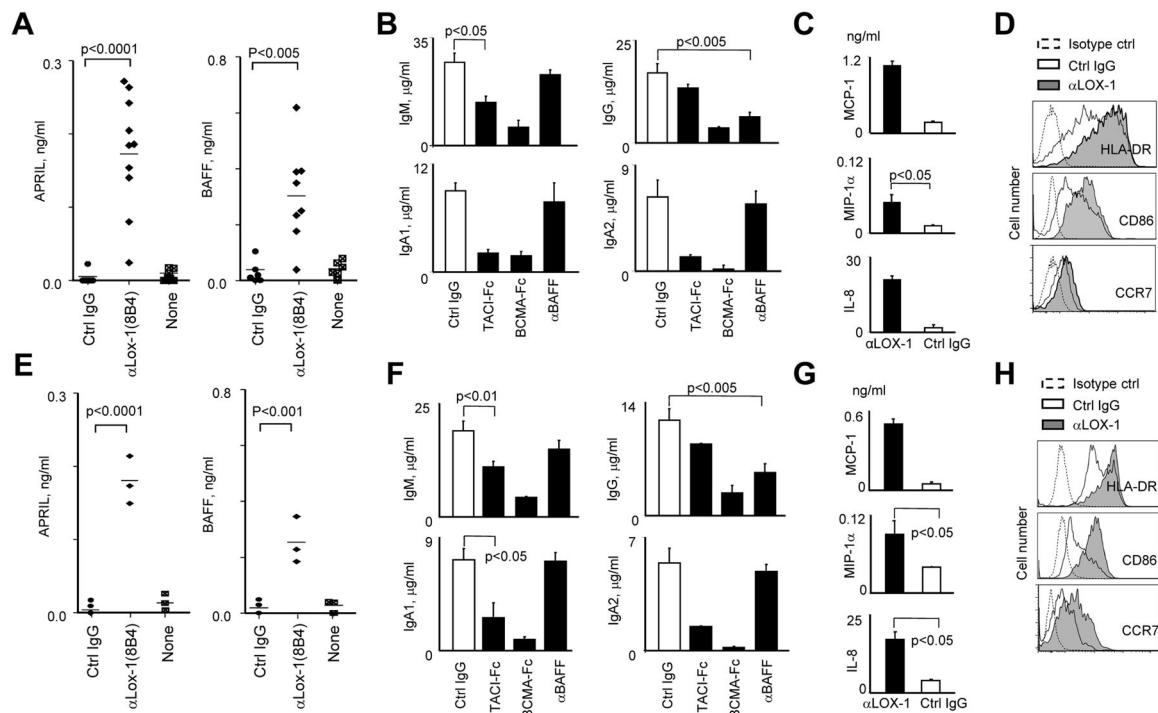 A
p<0.0001
0.3
APRIL, ng/ml
0.0
Ctrl IgG
αLox-1(8B4)
None
P<0.005
0.8
BAFF, ng/ml
0.0
Ctrl IgG
αLox-1(8B4)
None
B
p<0.05
35
IgM, μg/ml
0
p<0.005
25
IgG, μg/ml
0
12
IgA1, μg/ml
0
Ctrl IgG
TACI-Fc
BCMA-Fc
αBAFF
9
IgA2, μg/ml
0
Ctrl IgG
TACI-Fc
BCMA-Fc
αBAFF
C
ng/ml
1.2
MCP-1
0
0.12
p<0.05
MIP-1α
0
30
IL-8
0
αLOX-1 Ctrl IgG
D
Isotype ctrl
Ctrl IgG
αLOX-1
HLA-DR
CD86
CCR7
Cell number
E
p<0.0001
0.3
APRIL, ng/ml
0.0
Ctrl IgG
αLox-1(8B4)
None
P<0.001
0.8
BAFF, ng/ml
0.0
Ctrl IgG
αLox-1(8B4)
None
F
p<0.01
25
IgM, μg/ml
0
p<0.005
14
IgG, μg/ml
0
9
p<0.05
IgA1, μg/ml
0
Ctrl IgG
TACI-Fc
BCMA-Fc
αBAFF
7
IgA2, μg/ml
0
Ctrl IgG
TACI-Fc
BCMA-Fc
αBAFF
G
ng/ml
0.6
MCP-1
0
0.12
p<0.05
MIP-1α
0
25
p<0.05
IL-8
0
αLOX-1 Ctrl IgG
H
Isotype ctrl
Ctrl IgG
αLOX-1
HLA-DR
CD86
CCR7
Cell number